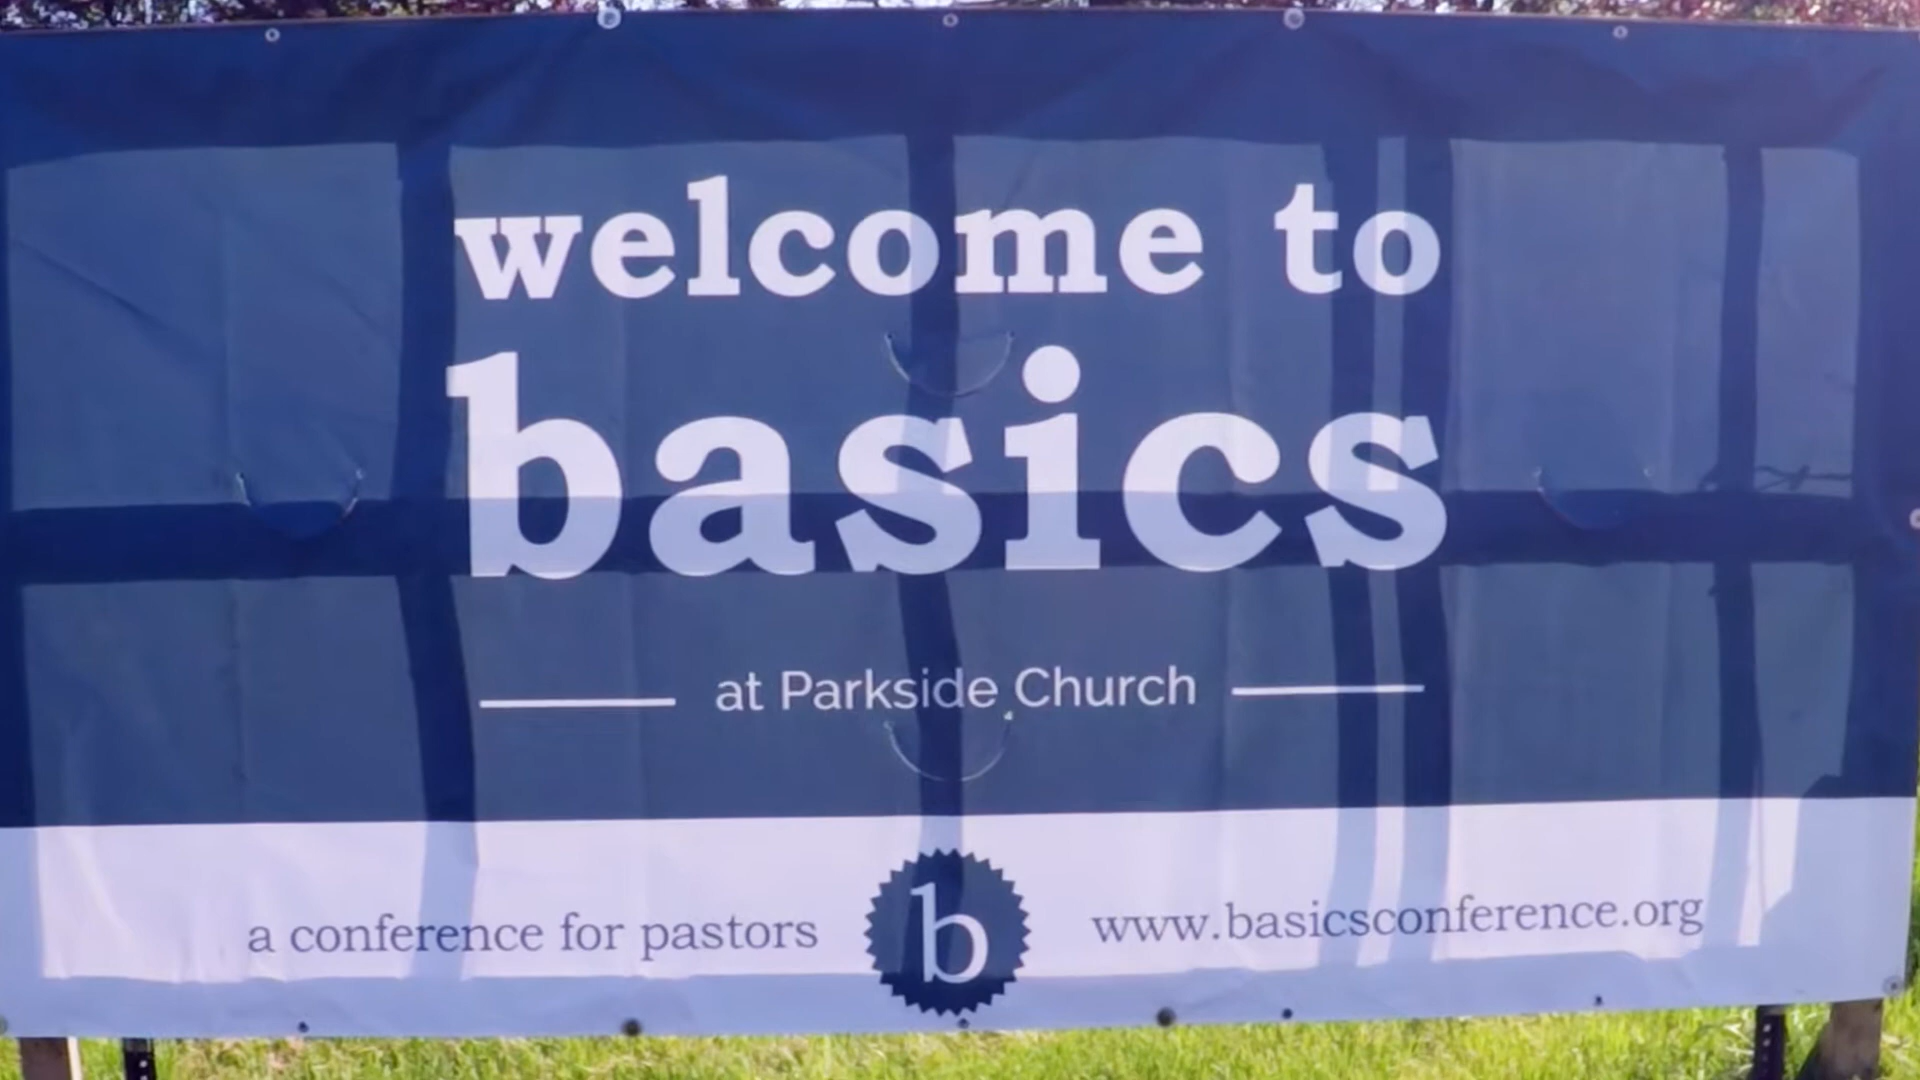 welcome to
basics
at Parkside Church
a conference for pastors
b
www.basicsconference.org